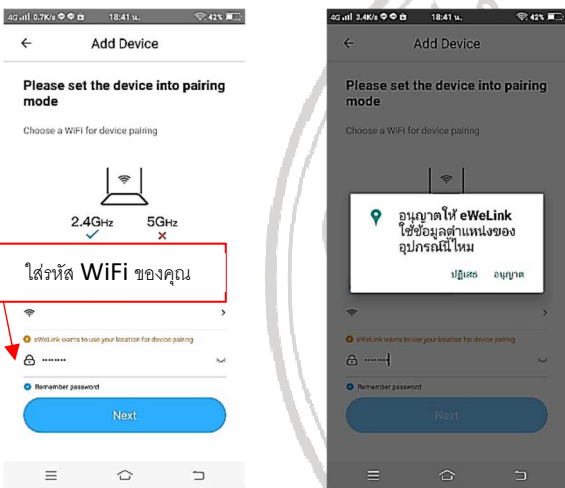 4G 0.7K/s 18:41 น. 42%
Add Device
Please set the device into pairing
mode
Choose a WiFi for device pairing
2.4GHz 5GHz
ใส่รหัส WiFi ของคุณ
eWeLink wants to use your location for device pairing
Remember password
Next
4G 3.4K/s 18:41 น. 42%
Add Device
Please set the device into pairing
mode
Choose a WiFi for device pairing
อนุญาตให้ eWeLink
ใช้ข้อมูลตำแหน่งของ
อุปกรณ์นี้ไหม
ปฏิเสธ อนุญาต
eWeLink wants to use your location for device pairing
Remember password
Next